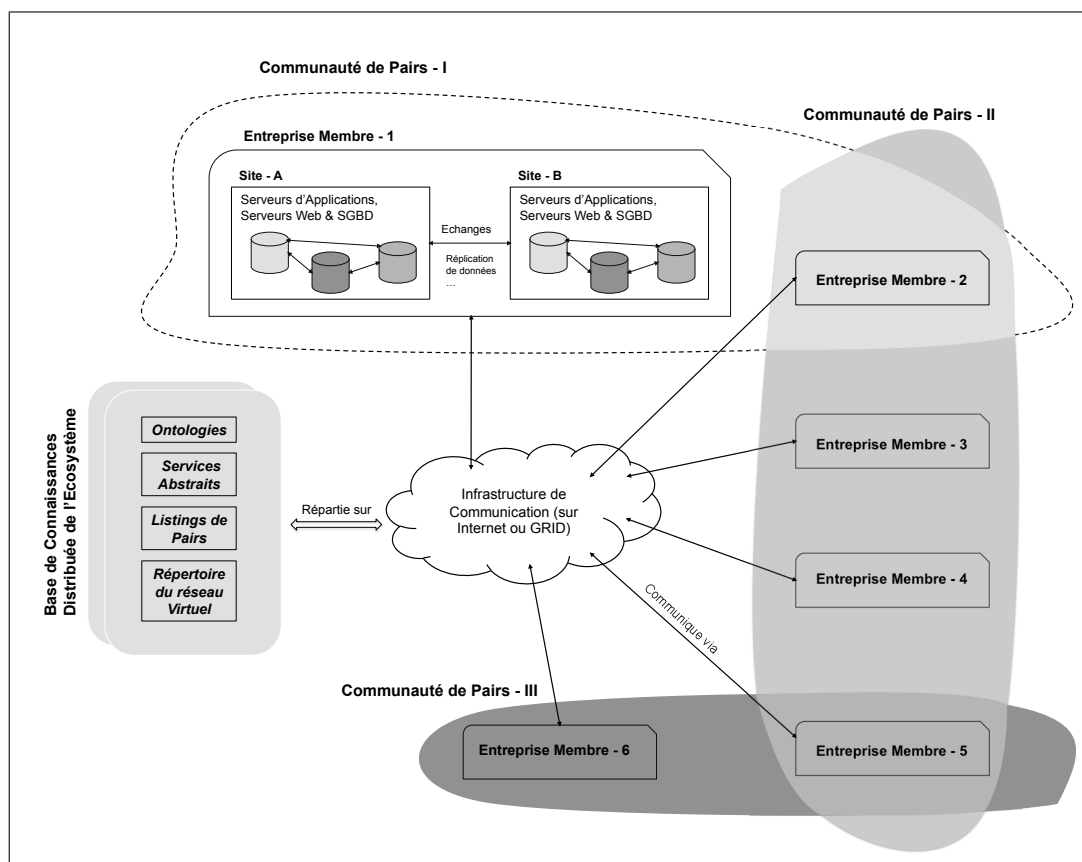 Communauté de Pairs - I
Communauté de Pairs - II
Entreprise Membre - 1
Site - A
Serveurs d'Applications,
Serveurs Web & SGBD
Echanges
Réplication
de données
...
Site - B
Serveurs d'Applications,
Serveurs Web & SGBD
Entreprise Membre - 2
Entreprise Membre - 3
Entreprise Membre - 4
Entreprise Membre - 5
Base de Connaissances
Distribuée de l'Ecosystème
Ontologies
Services
Abstraits
Listings de
Pairs
Répertoire
du réseau
Virtuel
Répartie sur
Infrastructure de
Communication (sur
Internet ou GRID)
Communique via
Communauté de Pairs - III
Entreprise Membre - 6